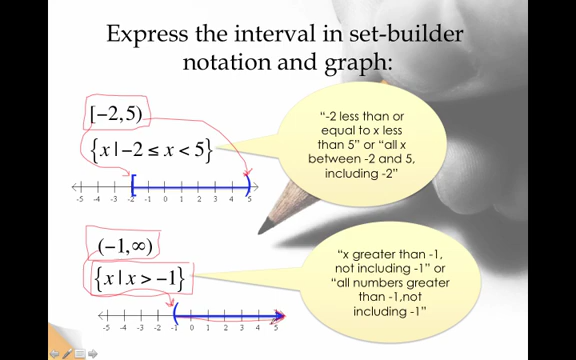 Express the interval in set-builder
notation and graph:
[−2,5)
{x | −2 ≤ x < 5}
-5 -4 -3 -2 -1 0 1 2 3 4 5
"-2 less than or
equal to x less
than 5" or "all x
between -2 and 5,
including -2"
(−1,∞)
{x | x > −1}
-5 -4 -3 -2 -1 0 1 2 3 4 5
"x greater than -1,
not including -1" or
"all numbers greater
than -1,not
including -1"